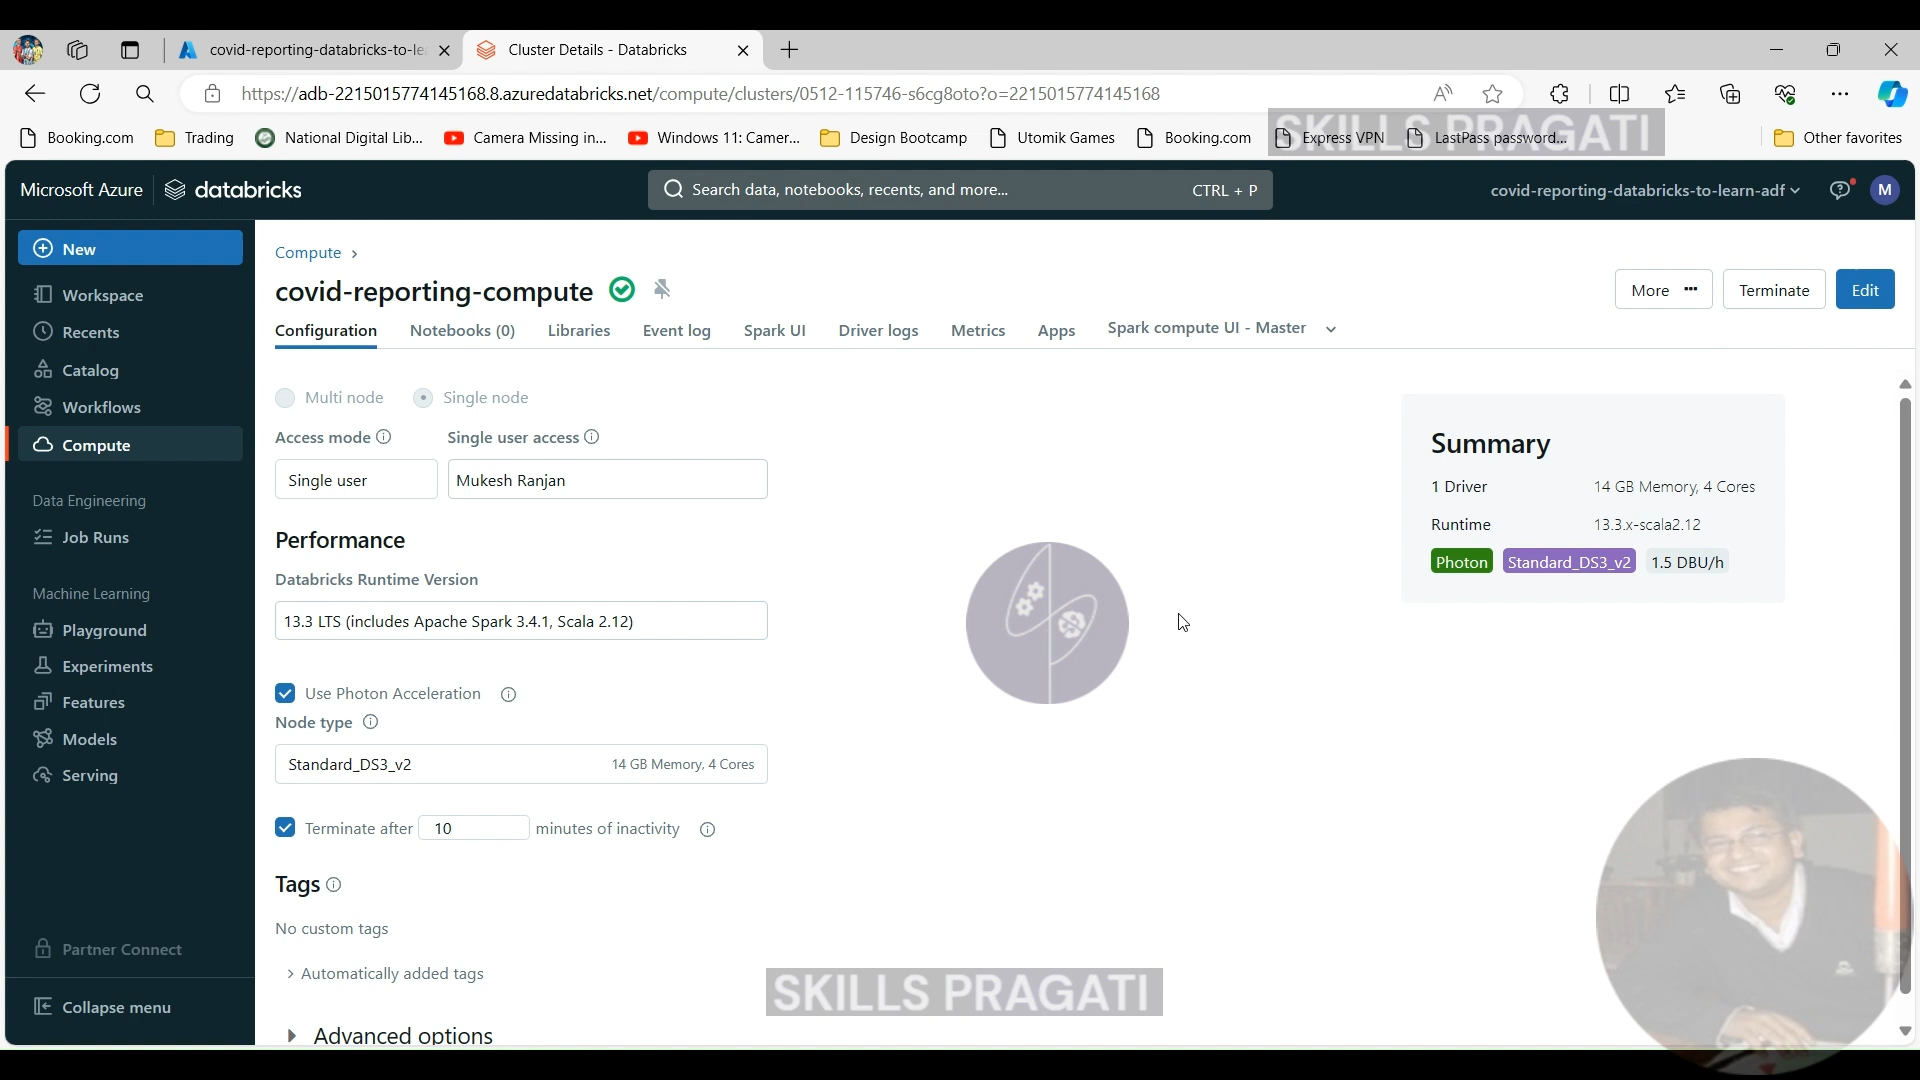 covid-reporting-databricks-to-le
Cluster Details - Databricks
https://adb-2215015774145168.8.azuredatabricks.net/compute/clusters/0512-115746-s6cg8oto?o=2215015774145168
Booking.com
Trading
National Digital Lib...
Camera Missing in...
Windows 11: Camer...
Design Bootcamp
Utomik Games
Booking.com
Express VPN
LastPass password...
Other favorites
SKILLS PRAGATI
Microsoft Azure
databricks
Search data, notebooks, recents, and more...
CTRL + P
covid-reporting-databricks-to-learn-adf
M
New
Workspace
Recents
Catalog
Workflows
Compute
Data Engineering
Job Runs
Machine Learning
Playground
Experiments
Features
Models
Serving
Partner Connect
Collapse menu
Compute ›
covid-reporting-compute
More
Terminate
Edit
Configuration
Notebooks (0)
Libraries
Event log
Spark UI
Driver logs
Metrics
Apps
Spark compute UI - Master
Multi node
Single node
Access mode
Single user access
Single user
Mukesh Ranjan
Performance
Databricks Runtime Version
13.3 LTS (includes Apache Spark 3.4.1, Scala 2.12)
Use Photon Acceleration
Node type
Standard_DS3_v2
14 GB Memory, 4 Cores
Terminate after
10
minutes of inactivity
Tags
No custom tags
Automatically added tags
Advanced options
Summary
1 Driver
14 GB Memory, 4 Cores
Runtime
13.3.x-scala2.12
Photon
Standard_DS3_v2
1.5 DBU/h
SKILLS PRAGATI